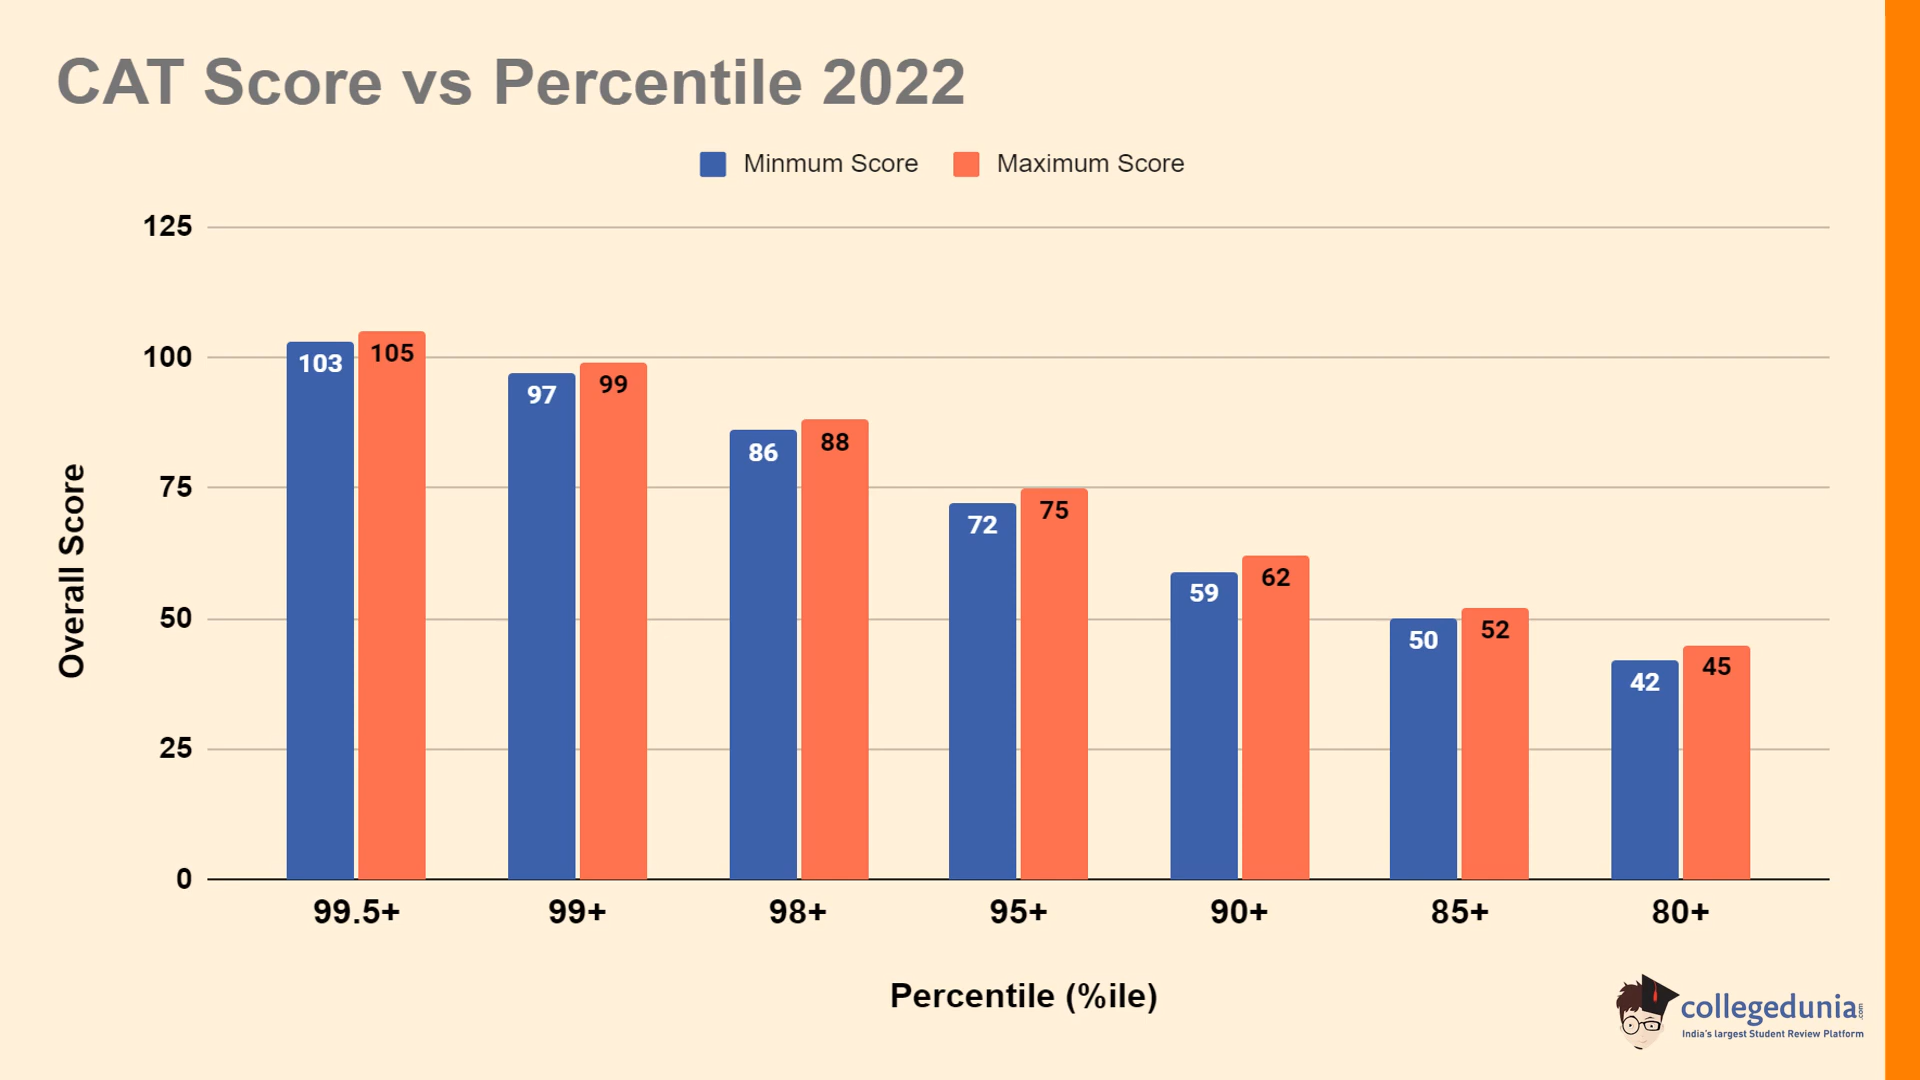 CAT Score vs Percentile 2022
Minmum Score Maximum Score
125
100
75
50
25
0
Overall Score
103 105
97 99
86 88
72 75
59 62
50 52
42 45
99.5+ 99+ 98+ 95+ 90+ 85+ 80+
Percentile (%ile)
collegedunia.com
India's largest Student Review Platform